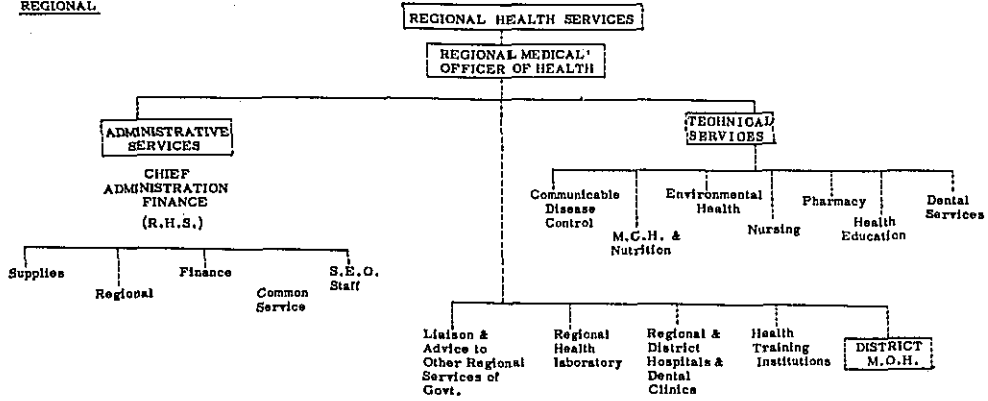 REGIONAL
REGIONAL HEALTH SERVICES
REGIONAL MEDICAL'
OFFICER OF HEALTH
ADMINISTRATIVE
SERVICES
CHIEF
ADMINISTRATION
FINANCE
(R.H.S.)
Supplies
Regional
Finance
Common
Service
S.E.O.
Staff
TECHNICAL
SERVICES
Communicable
Disease
Control
M.C.H. &
Nutrition
Environmental
Health
Nursing
Pharmacy
Health
Education
Dental
Services
Liaison &
Advice to
Other Regional
Services of
Govt.
Regional
Health
laboratory
Regional &
District
Hospitals &
Dental
Clinics
Health
Training
Institutions
DISTRICT
M.O.H.